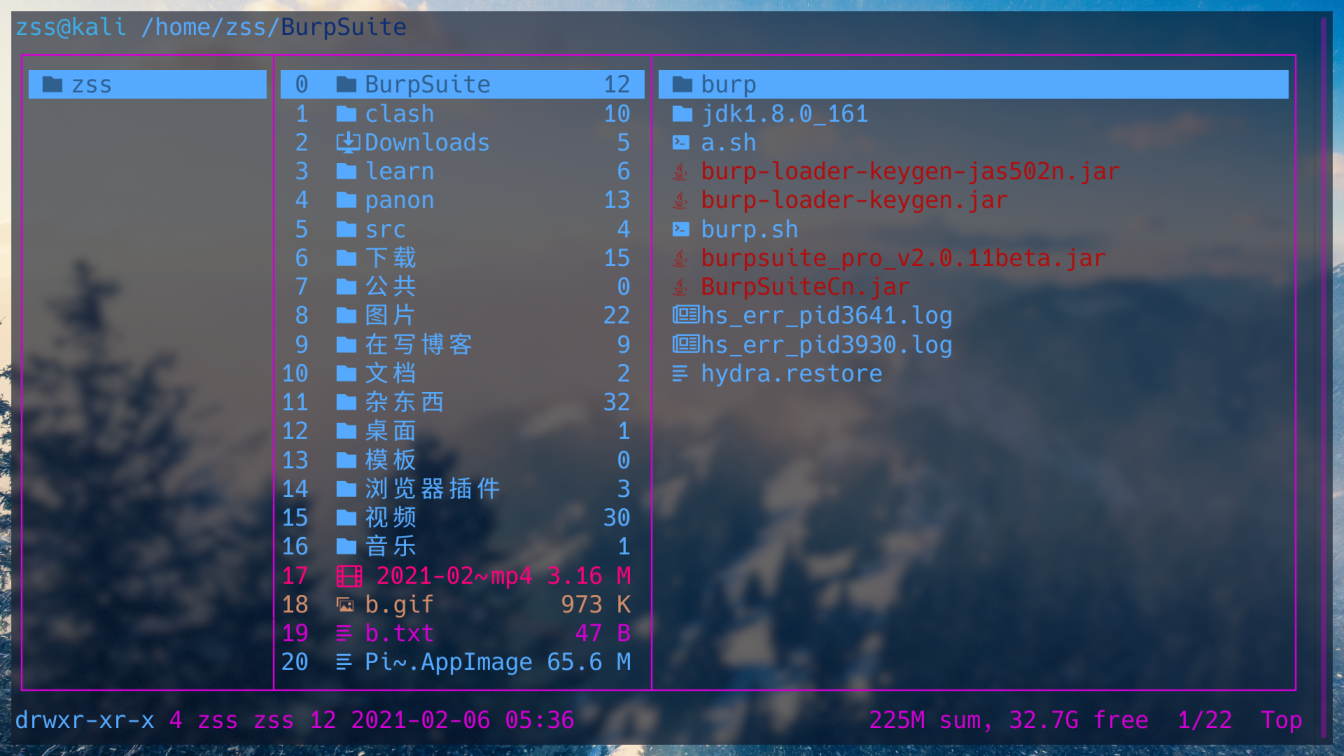 zss@kali /home/zss/BurpSuite
zss 0 BurpSuite 12 burp
1 clash 10 jdk1.8.0_161
2 Downloads 5 a.sh
3 learn 6 burp-loader-keygen-jas502n.jar
4 panon 13 burp-loader-keygen.jar
5 src 4 burp.sh
6 下载 15 burpsuite_pro_v2.0.11beta.jar
7 公共 0 BurpSuiteCn.jar
8 图片 22 hs_err_pid3641.log
9 在写博客 9 hs_err_pid3930.log
10 文档 2 hydra.restore
11 杂东西 32
12 桌面 1
13 模板 0
14 浏览器插件 3
15 视频 30
16 音乐 1
17 2021-02~mp4 3.16 M
18 b.gif 973 K
19 b.txt 47 B
20 Pi~.AppImage 65.6 M
drwxr-xr-x 4 zss zss 12 2021-02-06 05:36 225M sum, 32.7G free 1/22 Top